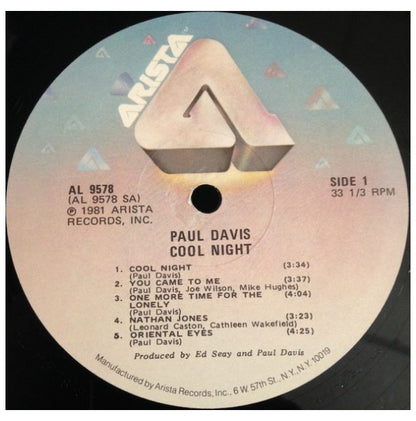 ARISTA
AL 9578
(AL 9578 SA)
℗ 1981 ARISTA
RECORDS, INC.
SIDE 1
33 1/3 RPM
PAUL DAVIS
COOL NIGHT
1. COOL NIGHT (3:34)
(Paul Davis)
2. YOU CAME TO ME (3:37)
(Paul Davis, Joe Wilson, Mike Hughes)
3. ONE MORE TIME FOR THE (4:04)
LONELY
(Paul Davis)
4. NATHAN JONES (3:23)
(Leonard Caston, Cathleen Wakefield)
5. ORIENTAL EYES (4:25)
(Paul Davis)
Produced by Ed Seay and Paul Davis
Manufactured by Arista Records, Inc., 6 W. 57th St., N.Y., N.Y. 10019